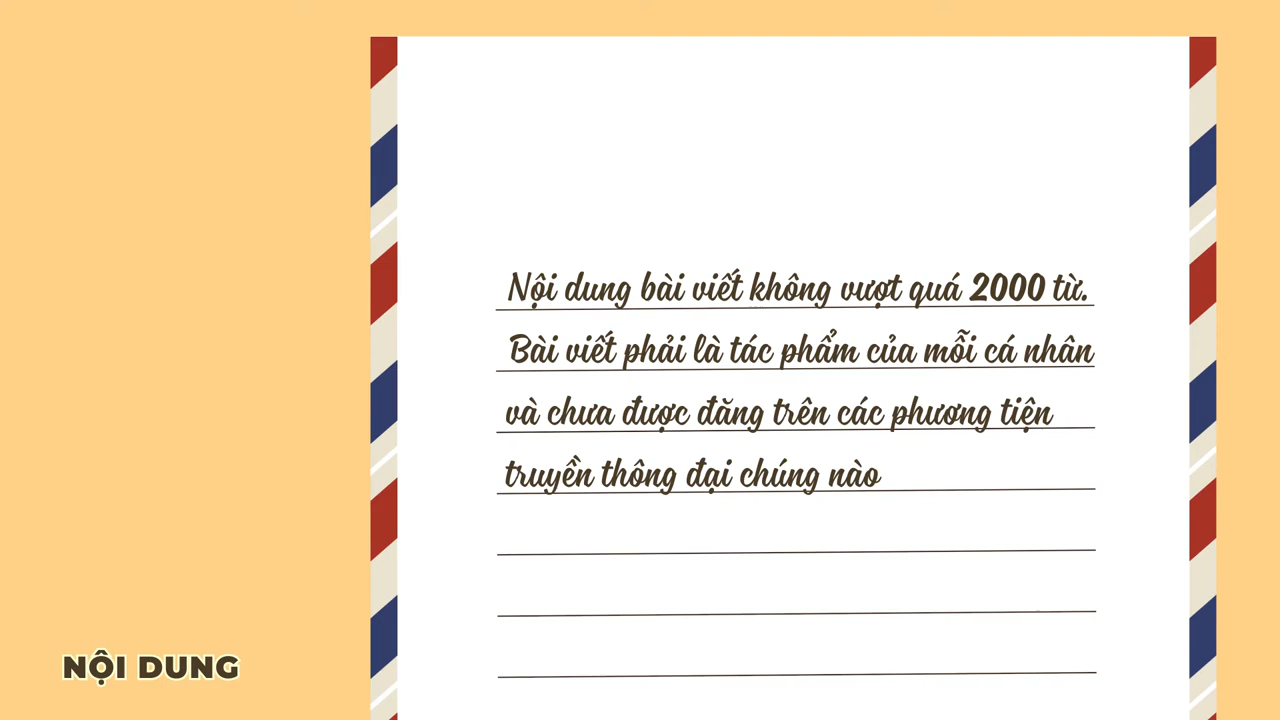 Nội dung bài viết không vượt quá 2000 từ.
Bài viết phải là tác phẩm của mỗi cá nhân
và chưa được đăng trên các phương tiện
truyền thông đại chúng nào
NỘI DUNG